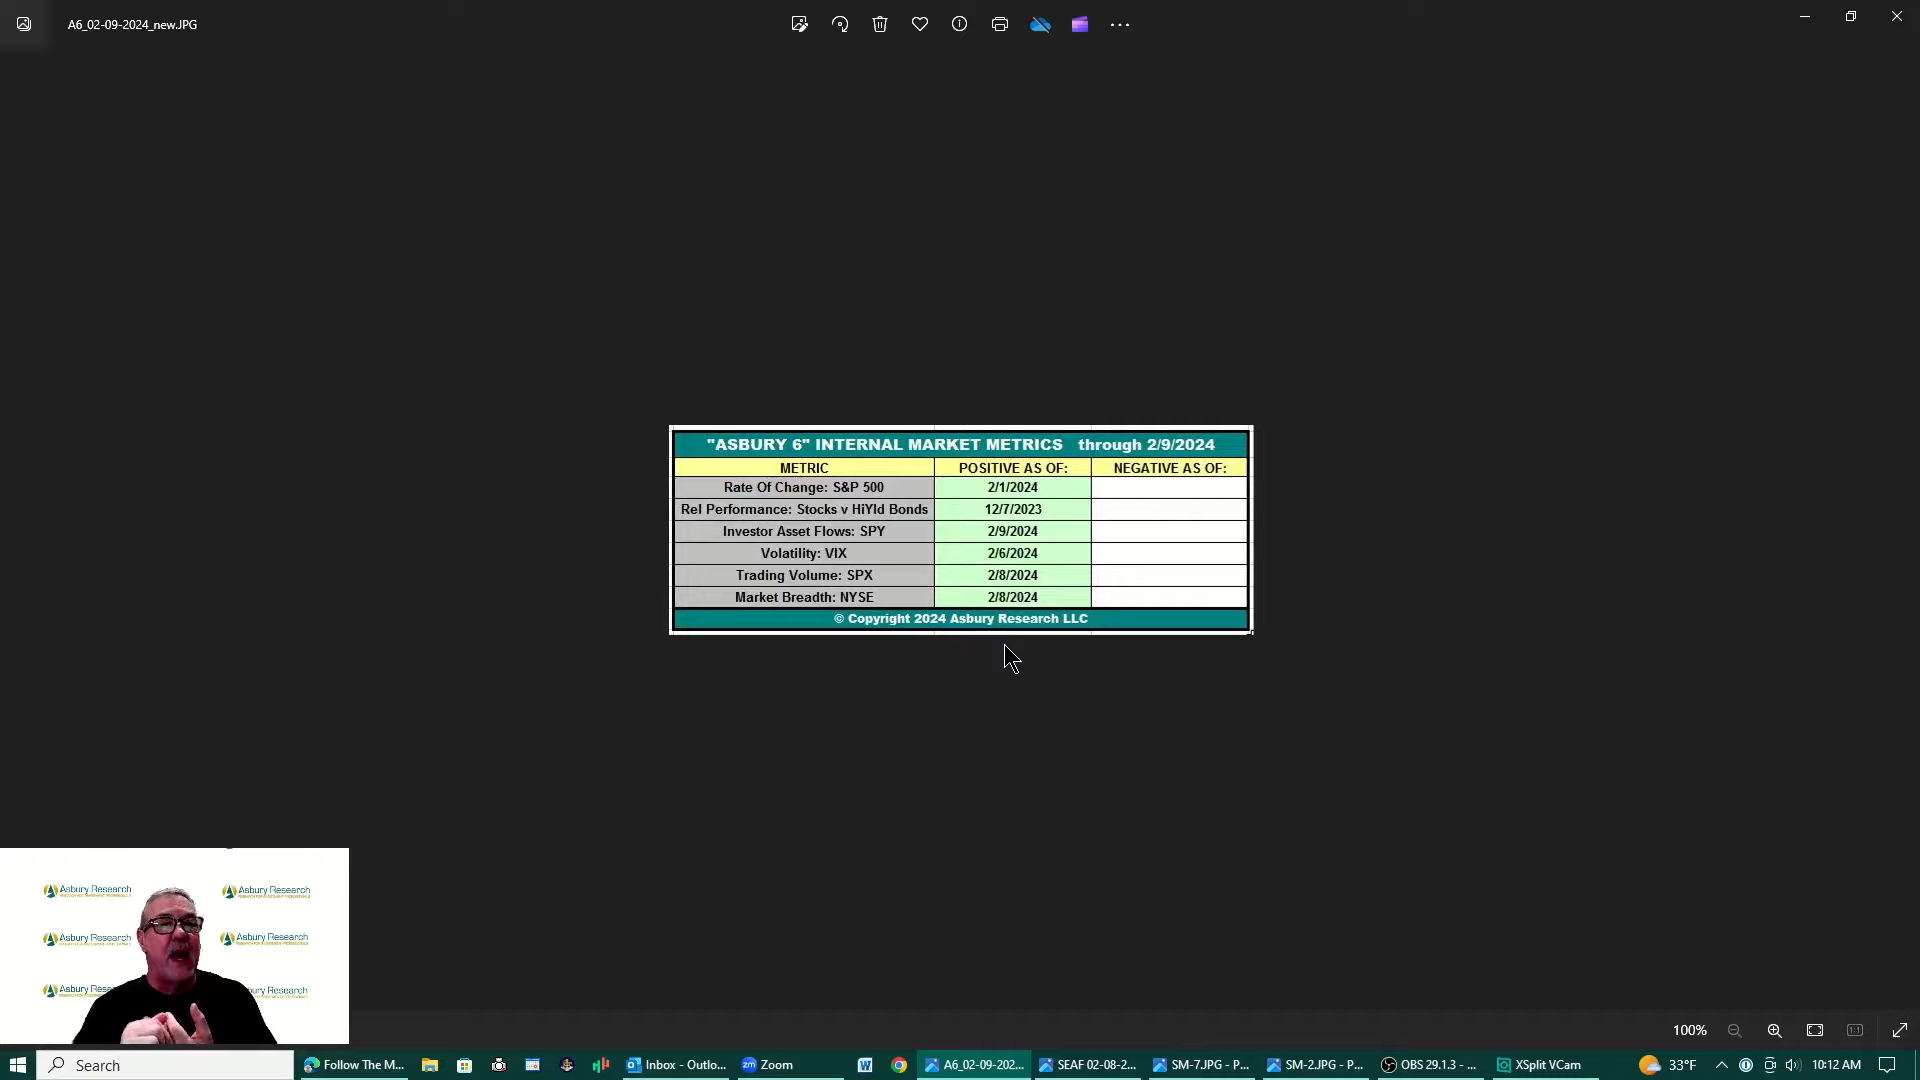 A6_02-09-2024_new.JPG
"ASBURY 6" INTERNAL MARKET METRICS through 2/9/2024
METRIC POSITIVE AS OF: NEGATIVE AS OF:
Rate Of Change: S&P 500 2/1/2024
Rel Performance: Stocks v HiYld Bonds 12/7/2023
Investor Asset Flows: SPY 2/9/2024
Volatility: VIX 2/6/2024
Trading Volume: SPX 2/8/2024
Market Breadth: NYSE 2/8/2024
© Copyright 2024 Asbury Research LLC
Asbury Research Asbury Research
Asbury Research Asbury Research
Asbury Rese ury Research
100%
Search Follow The M... Inbox - Outlo... zm Zoom A6_02-09-202... SEAF 02-08-2... SM-7.JPG - P... SM-2.JPG - P... OBS 29.1.3 - ... XSplit VCam 33°F 10:12 AM